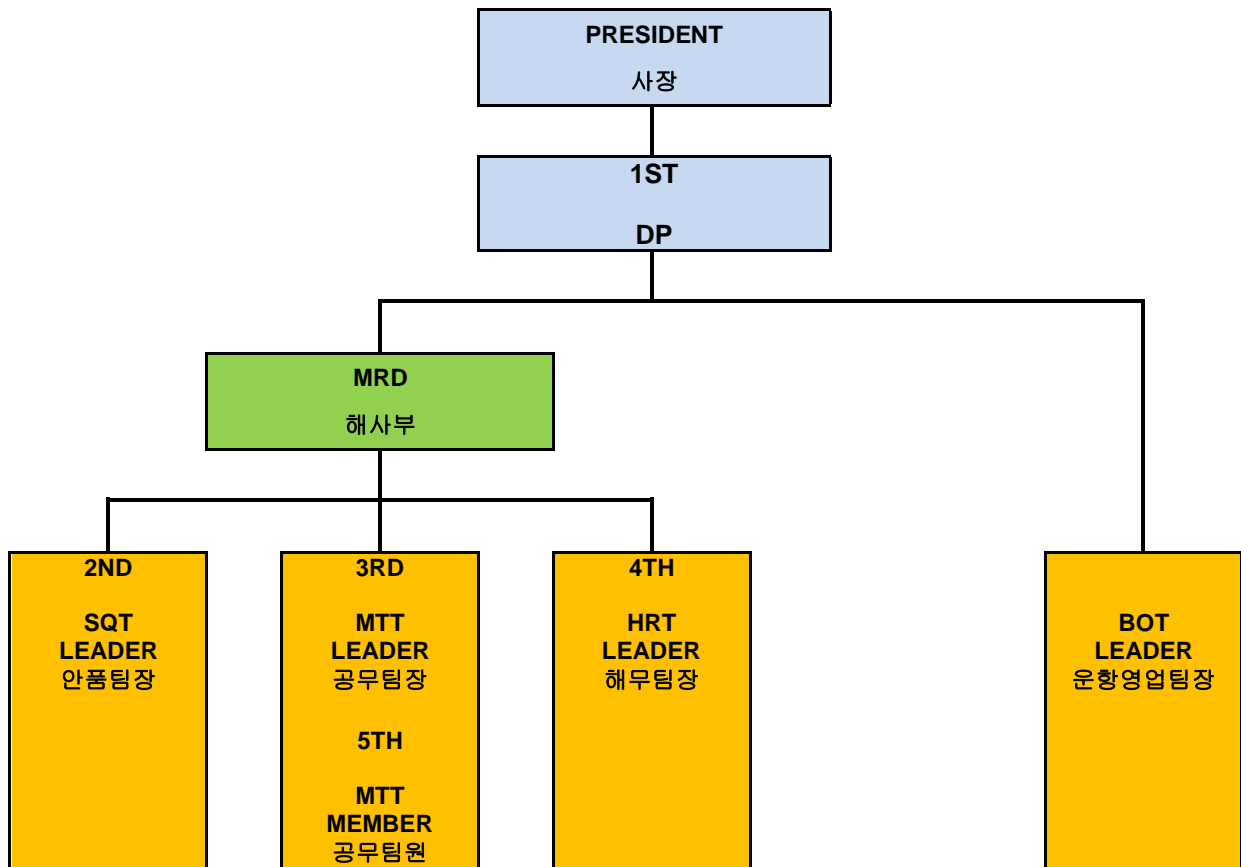 PRESIDENT
사장
1ST
DP
MRD
해사부
2ND
SQT
LEADER
안품팀장
3RD
MTT
LEADER
공무팀장
5TH
MTT
MEMBER
공무팀원
4TH
HRT
LEADER
해무팀장
BOT
LEADER
운항영업팀장